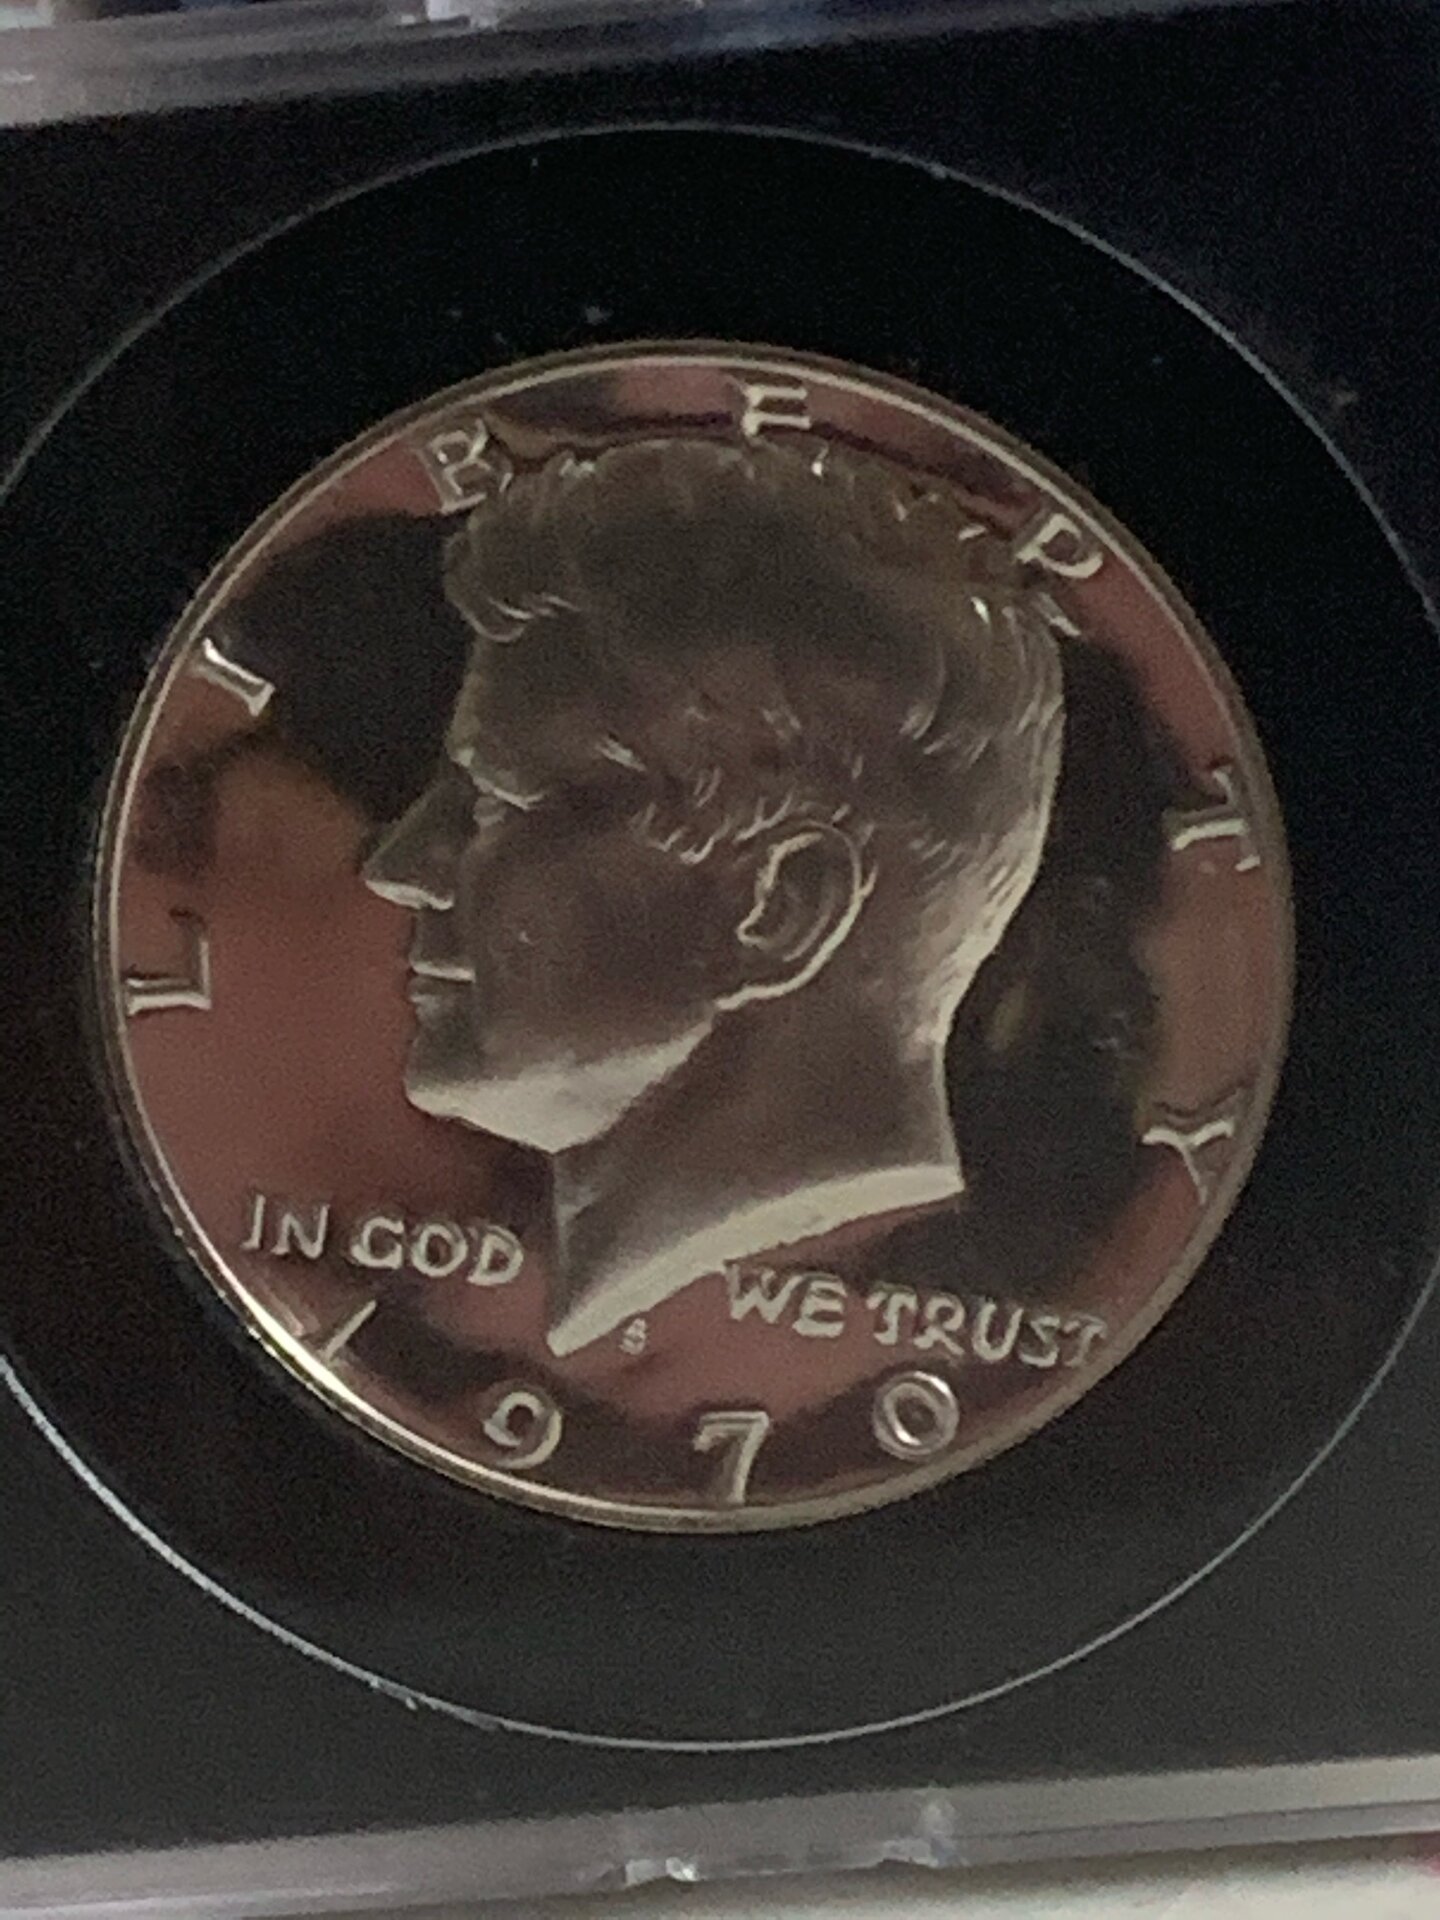 LIBERTY
IN GOD WE TRUST
S
1970